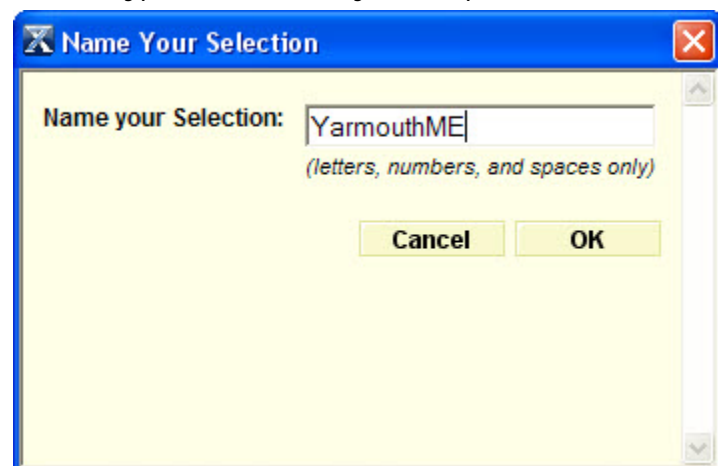 Name Your Selection
Name your Selection:
YarmouthME
(letters, numbers, and spaces only)
Cancel
OK